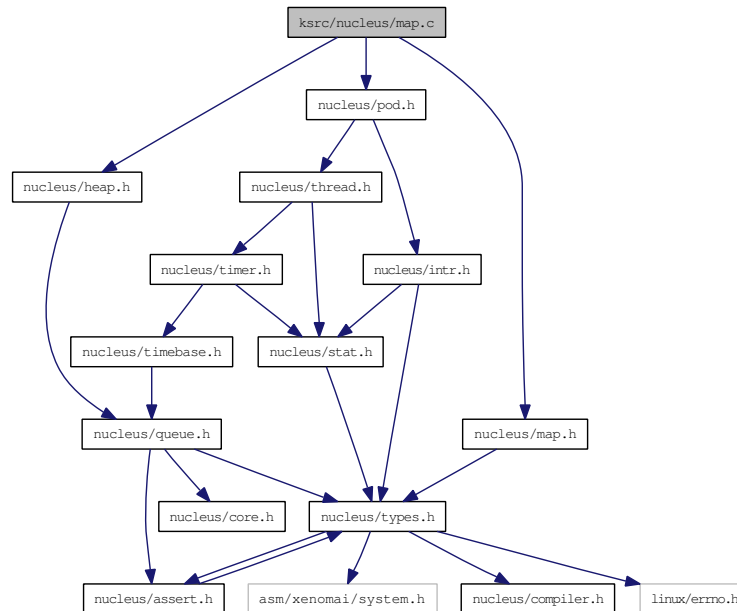 ksrc/nucleus/map.c
nucleus/pod.h
nucleus/heap.h
nucleus/thread.h
nucleus/timer.h
nucleus/intr.h
nucleus/timebase.h
nucleus/stat.h
nucleus/queue.h
nucleus/map.h
nucleus/core.h
nucleus/types.h
nucleus/assert.h
asm/xenomai/system.h
nucleus/compiler.h
linux/errno.h